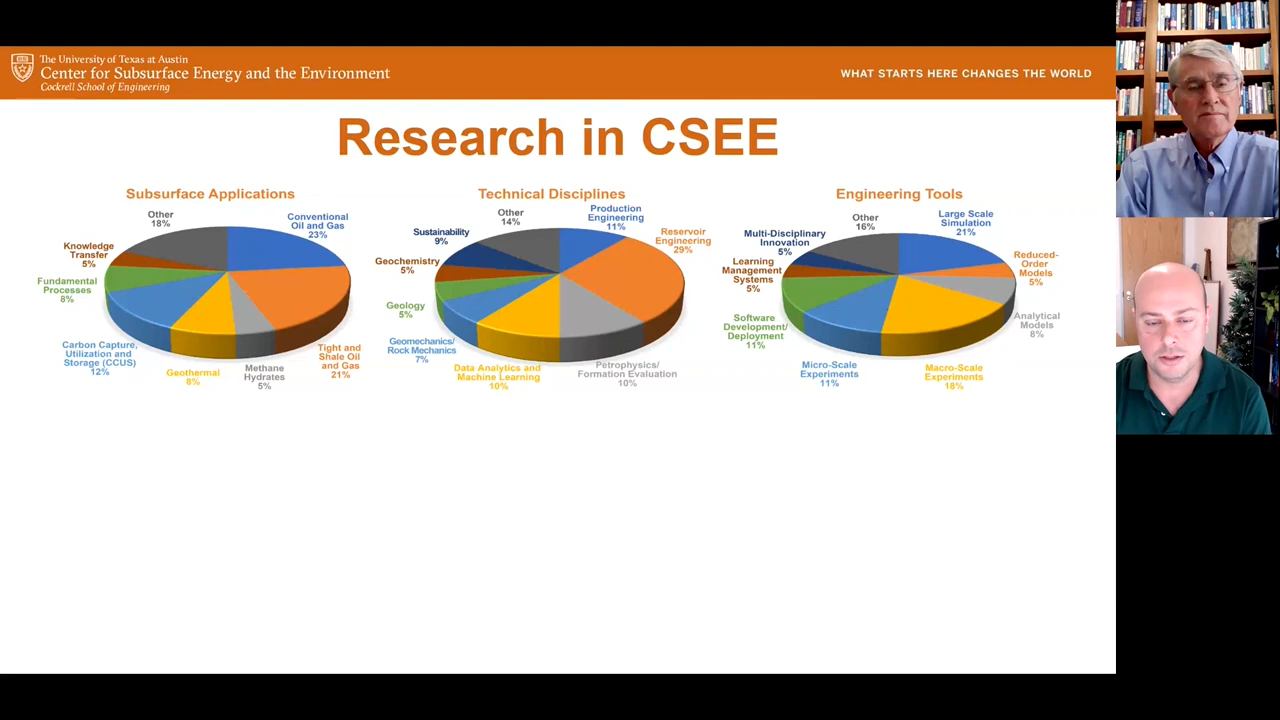 The University of Texas at Austin
Center for Subsurface Energy and the Environment
Cockrell School of Engineering
WHAT STARTS HERE CHANGES THE WORLD
Research in CSEE
Subsurface Applications
Other
18%
Conventional
Oil and Gas
23%
Knowledge
Transfer
5%
Fundamental
Processes
8%
Carbon Capture,
Utilization and
Storage (CCUS)
12%
Geothermal
8%
Methane
Hydrates
5%
Tight and
Shale Oil
and Gas
21%
Technical Disciplines
Other
14%
Production
Engineering
11%
Sustainability
9%
Reservoir
Engineering
29%
Geochemistry
5%
Geology
5%
Geomechanics/
Rock Mechanics
7%
Data Analytics and
Machine Learning
10%
Petrophysics/
Formation Evaluation
10%
Engineering Tools
Other
16%
Large Scale
Simulation
21%
Multi-Disciplinary
Innovation
5%
Reduced-
Order
Models
5%
Learning
Management
Systems
5%
Analytical
Models
8%
Software
Development/
Deployment
11%
Micro-Scale
Experiments
11%
Macro-Scale
Experiments
18%